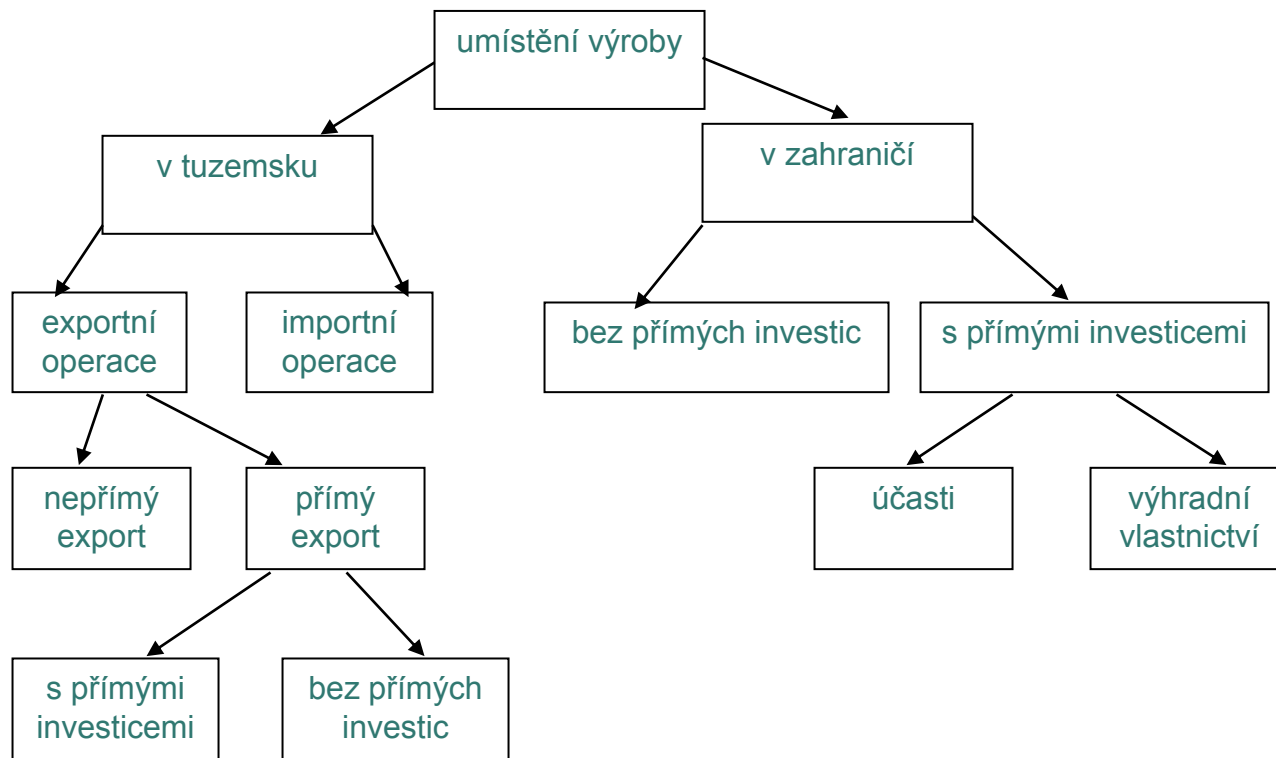 umístění výroby
v tuzemsku
v zahraničí
exportní
operace
importní
operace
bez přímých investic
s přímými investicemi
nepřímý
export
přímý
export
účasti
výhradní
vlastnictví
s přímými
investicemi
bez přímých
investic